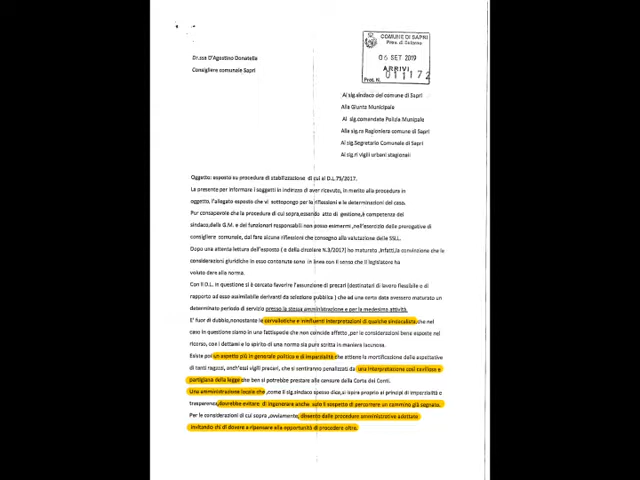 COMUNE DI SAPRI
Prov. di Salerno
06 SET 2019
ARRIVI
Prot. N. 011172
Dr.ssa D'Agostino Donatella
Consigliere comunale Sapri
Al sig.sindaco del comune di Sapri
Alla Giunta Municipale
Al sig.comandate Polizia Municipale
Alla sig.ra Ragioniera comune di Sapri
Al sig.Segretario Comunale di Sapri
Ai sig.ri vigili urbani stagionali
Oggetto: esposto su procedura di stabilizzazione di cui al D.L.75/2017.
La presente per informare i soggetti in indirizzo di aver ricevuto, in merito alla procedura in
oggetto, l'allegato esposto che vi sottopongo per le riflessioni e le determinazioni del caso.
Pur consapevole che la procedura di cui sopra,essendo atto di gestione,è competenza del
sindaco,della G.M. e dei funzionari responsabili non posso esimermi ,nell'esercizio delle prerogative di
consigliere comunale, dal fare alcune riflessioni che consegno alla valutazione delle SS.LL.
Dopo una attenta lettura dell'esposto ( e della circolare N.3/2017) ho maturato ,infatti,la convinzione che le
considerazioni giuridiche in esso contenute sono in linea con il senso che il legislatore ha
voluto dare alla norma.
Con il D.L. in questione si è cercato favorire l'assunzione di precari (destinatari di lavoro flessibile o di
rapporto ad esso assimilabile derivanti da selezione pubblica ) che ad una certa data avessero maturato un
determinato periodo di servizio presso la stessa amministrazione e per la medesima attività.
E' fuor di dubbio,nonostante le cervellotiche e ininfluenti interpretazioni di qualche sindacalista,che nel
caso in questione siamo in una fattispecie che non coincide affatto ,per le considerazioni bene esposte nel
ricorso, con i dettami e lo spirito di una norma sia pure scritta in maniera lacunosa.
Esiste poi un aspetto più in generale politico e di imparzialità che attiene la mortificazione delle aspettative
di tanti ragazzi, anch'essi vigili precari, che si sentiranno penalizzati da una interpretazione così cavillosa e
partigiana della legge che ben si potrebbe prestare alle censure della Corte dei Conti.
Una amministrazione locale che ,come il sig.sindaco spesso dice,si ispira proprio ai principi di imparzialità e
trasparenza,dovrebbe evitare di ingenerare anche solo il sospetto di percorrere un cammino già segnato.
Per le considerazioni di cui sopra ,ovviamente, dissento dalle procedure amministrative adottate
invitando chi di dovere a ripensare alla opportunità di procedere oltre.